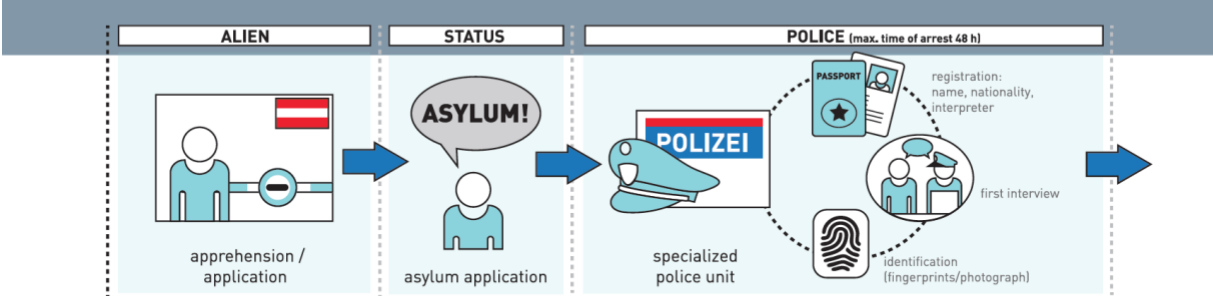 ALIEN
STATUS
POLICE (max. time of arrest 48 h)
ASYLUM!
POLIZEI
PASSPORT
registration:
name, nationality,
interpreter
first interview
identification
(fingerprints/photograph)
apprehension /
application
asylum application
specialized
police unit